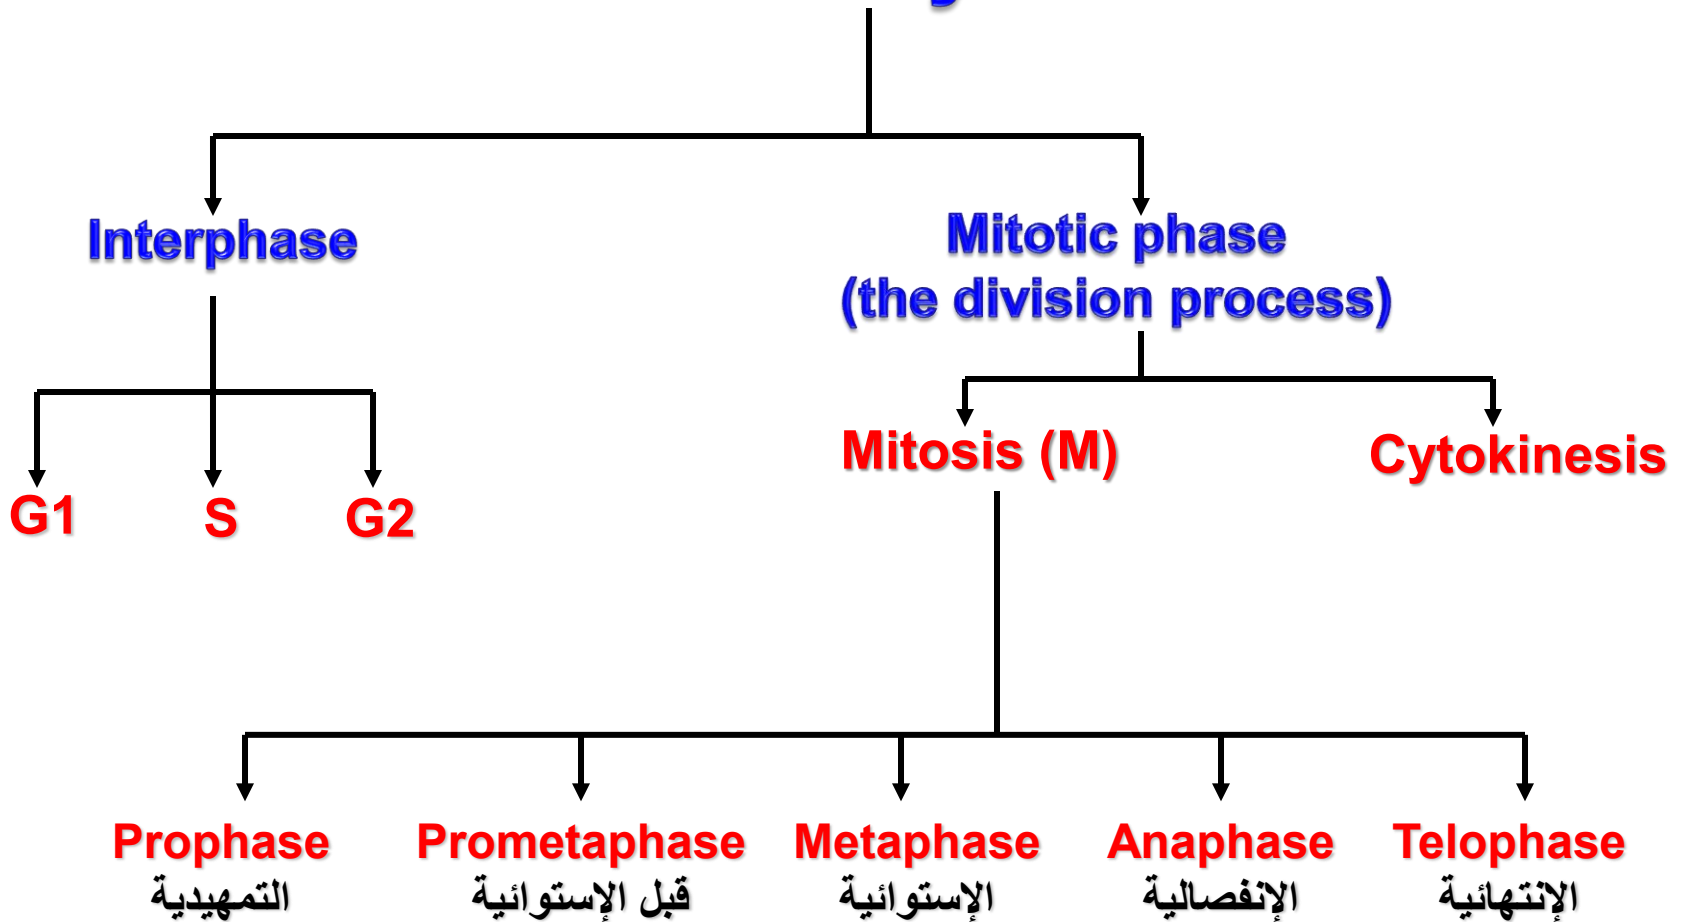 Interphase
Mitotic phase
(the division process)
Mitosis (M)
Cytokinesis
G1
S
G2
Prophase
Prometaphase
Metaphase
Anaphase
Telophase
التمهيدية
قبل الإستوائية
الإستوائية
الإنفصالية
الإنتهائية